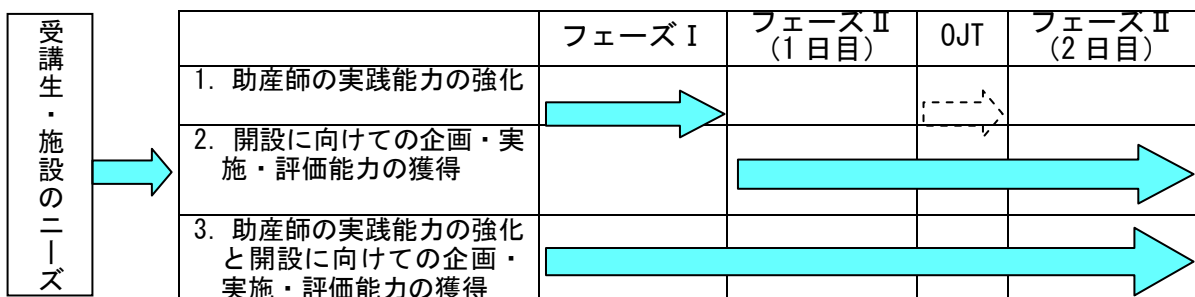 受講生・施設のニーズ
フェーズⅠ
フェーズⅡ
(1日目)
OJT
フェーズⅡ
(2日目)
1. 助産師の実践能力の強化
2. 開設に向けての企画・実
施・評価能力の獲得
3. 助産師の実践能力の強化
と開設に向けての企画・
実施・評価能力の獲得